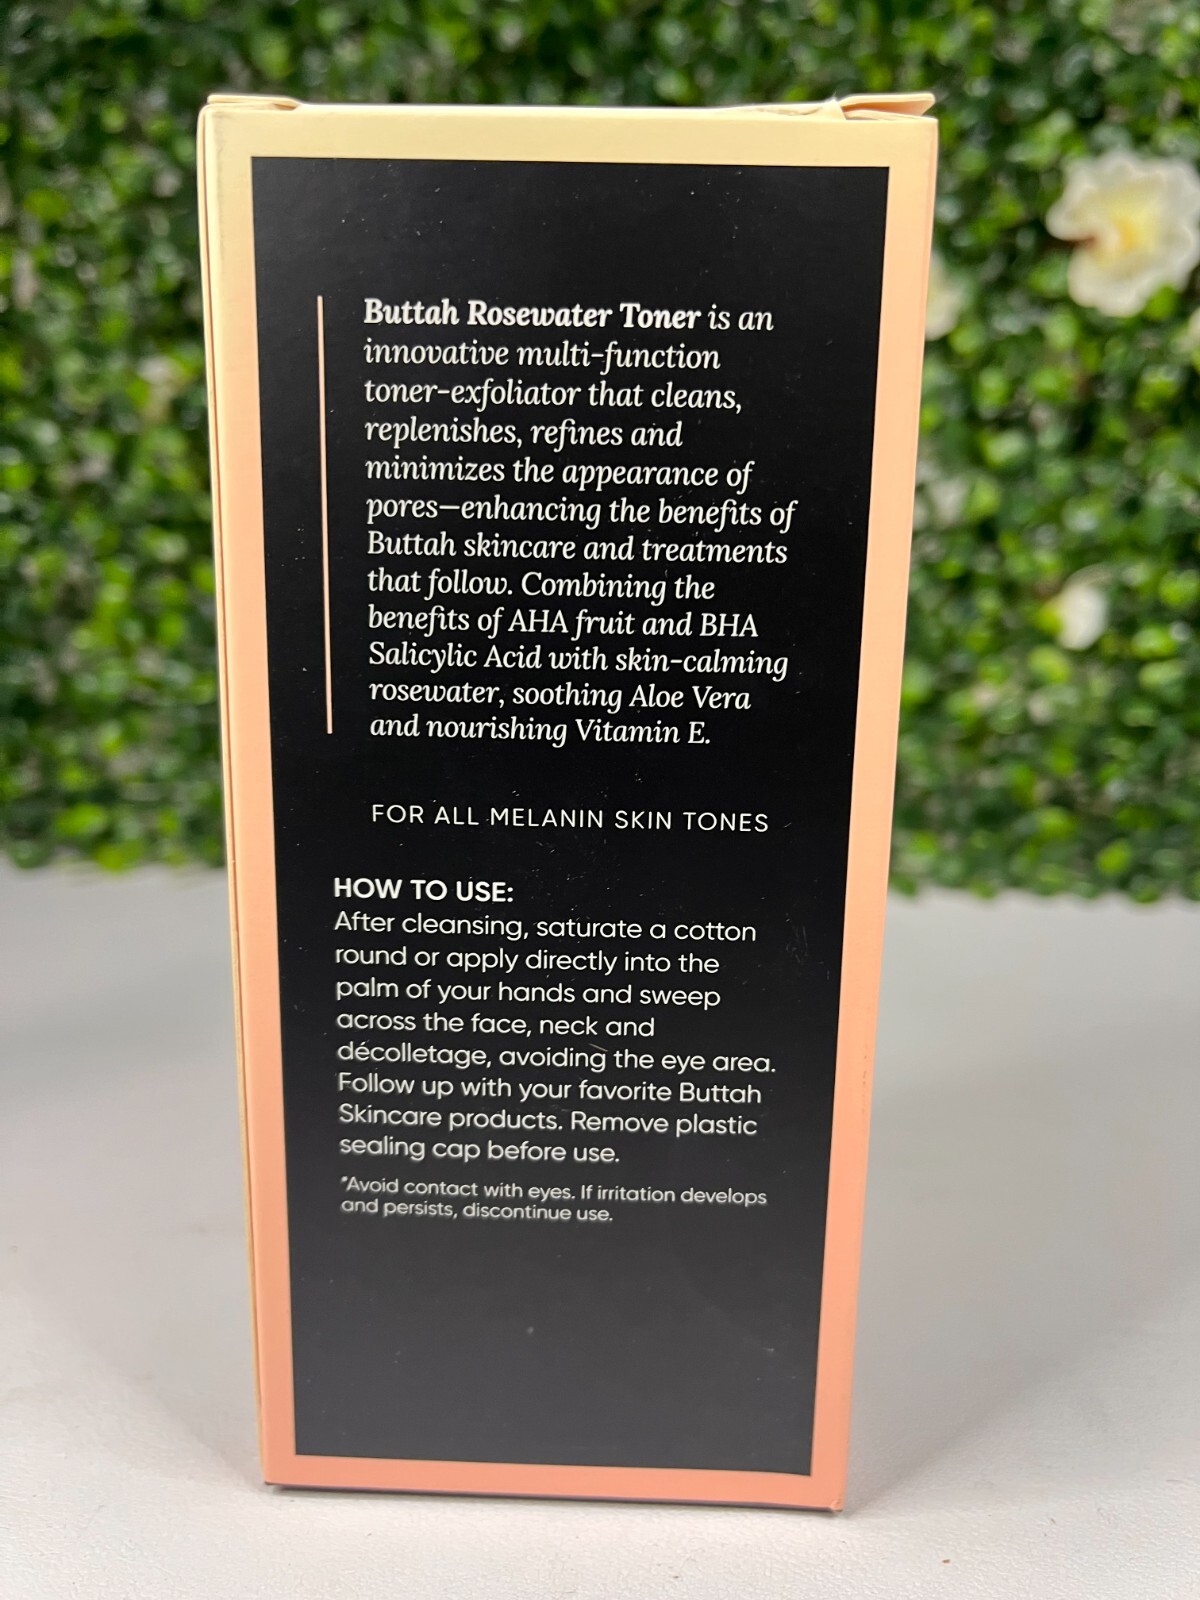 Buttah Rosewater Toner is an
innovative multi-function
toner-exfoliator that cleans,
replenishes, refines and
minimizes the appearance of
pores—enhancing the benefits of
Buttah skincare and treatments
that follow. Combining the
benefits of AHA fruit and BHA
Salicylic Acid with skin-calming
rosewater, soothing Aloe Vera
and nourishing Vitamin E.
FOR ALL MELANIN SKIN TONES
HOW TO USE:
After cleansing, saturate a cotton
round or apply directly into the
palm of your hands and sweep
across the face, neck and
décolletage, avoiding the eye area.
Follow up with your favorite Buttah
Skincare products. Remove plastic
sealing cap before use.
*Avoid contact with eyes. If irritation develops
and persists, discontinue use.